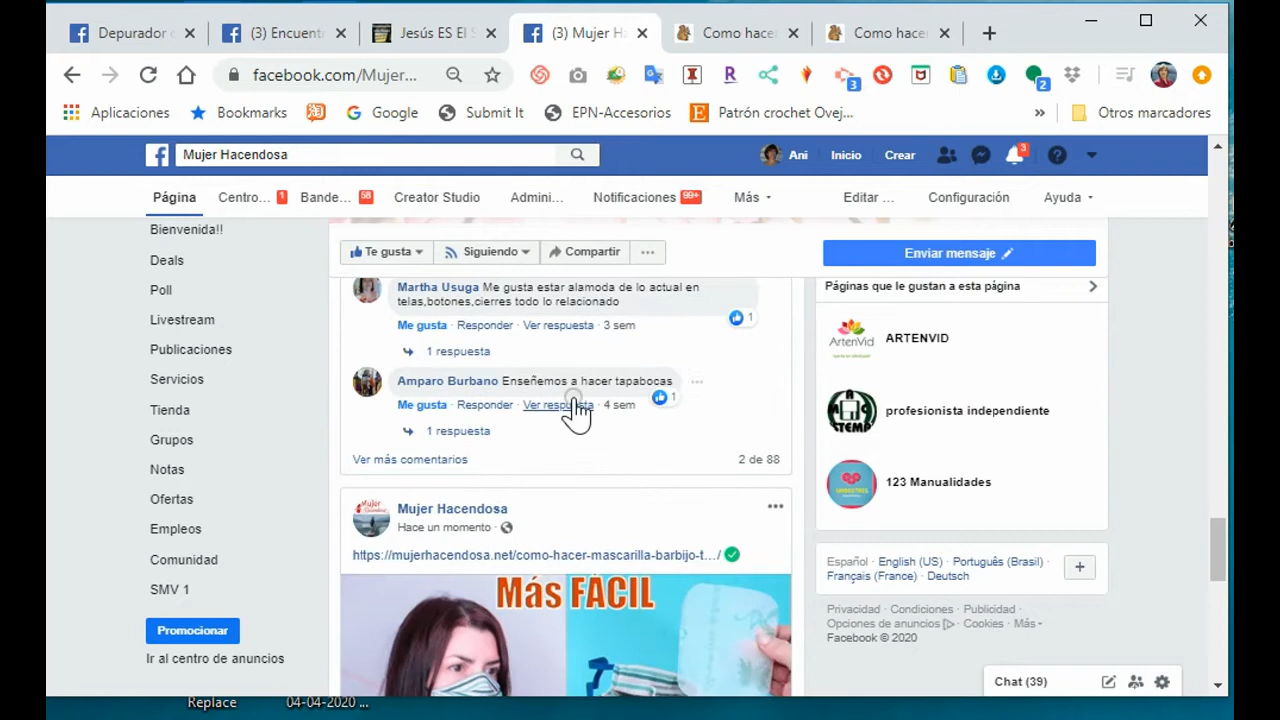 Depurador
(3) Encuent
Jesús ES El S
(3) Mujer Ha
Como hacer
Como hacer
facebook.com/Mujer...
3
2
Aplicaciones
Bookmarks
Google
Submit It
EPN-Accesorios
Patrón crochet Ovej...
»
Otros marcadores
Mujer Hacendosa
Ani
Inicio
Crear
3
Página
Centro... 1
Bande... 58
Creator Studio
Admini...
Notificaciones 99+
Más
Editar ...
Configuración
Ayuda
Bienvenida!!
Deals
Poll
Livestream
Publicaciones
Servicios
Tienda
Grupos
Notas
Ofertas
Empleos
Comunidad
SMV 1
Promocionar
Ir al centro de anuncios
Te gusta
Siguiendo
Compartir
...
Enviar mensaje
Martha Usuga Me gusta estar alamoda de lo actual en
telas,botones,cierres todo lo relacionado
1
Me gusta · Responder · Ver respuesta · 3 sem
1 respuesta
Amparo Burbano Enseñemos a hacer tapabocas
1
Me gusta · Responder · Ver respuesta · 4 sem
1 respuesta
Ver más comentarios
2 de 88
Mujer Hacendosa
Hace un momento ·
https://mujerhacendosa.net/como-hacer-mascarilla-barbijo-t.../
Más FÁCIL
Páginas que le gustan a esta página
ARTENVID
profesionista independiente
123 Manualidades
Español · English (US) · Português (Brasil) ·
Français (France) · Deutsch
Privacidad · Condiciones · Publicidad ·
Opciones de anuncios · Cookies · Más
Facebook © 2020
Chat (39)
Replace
04-04-2020 ...